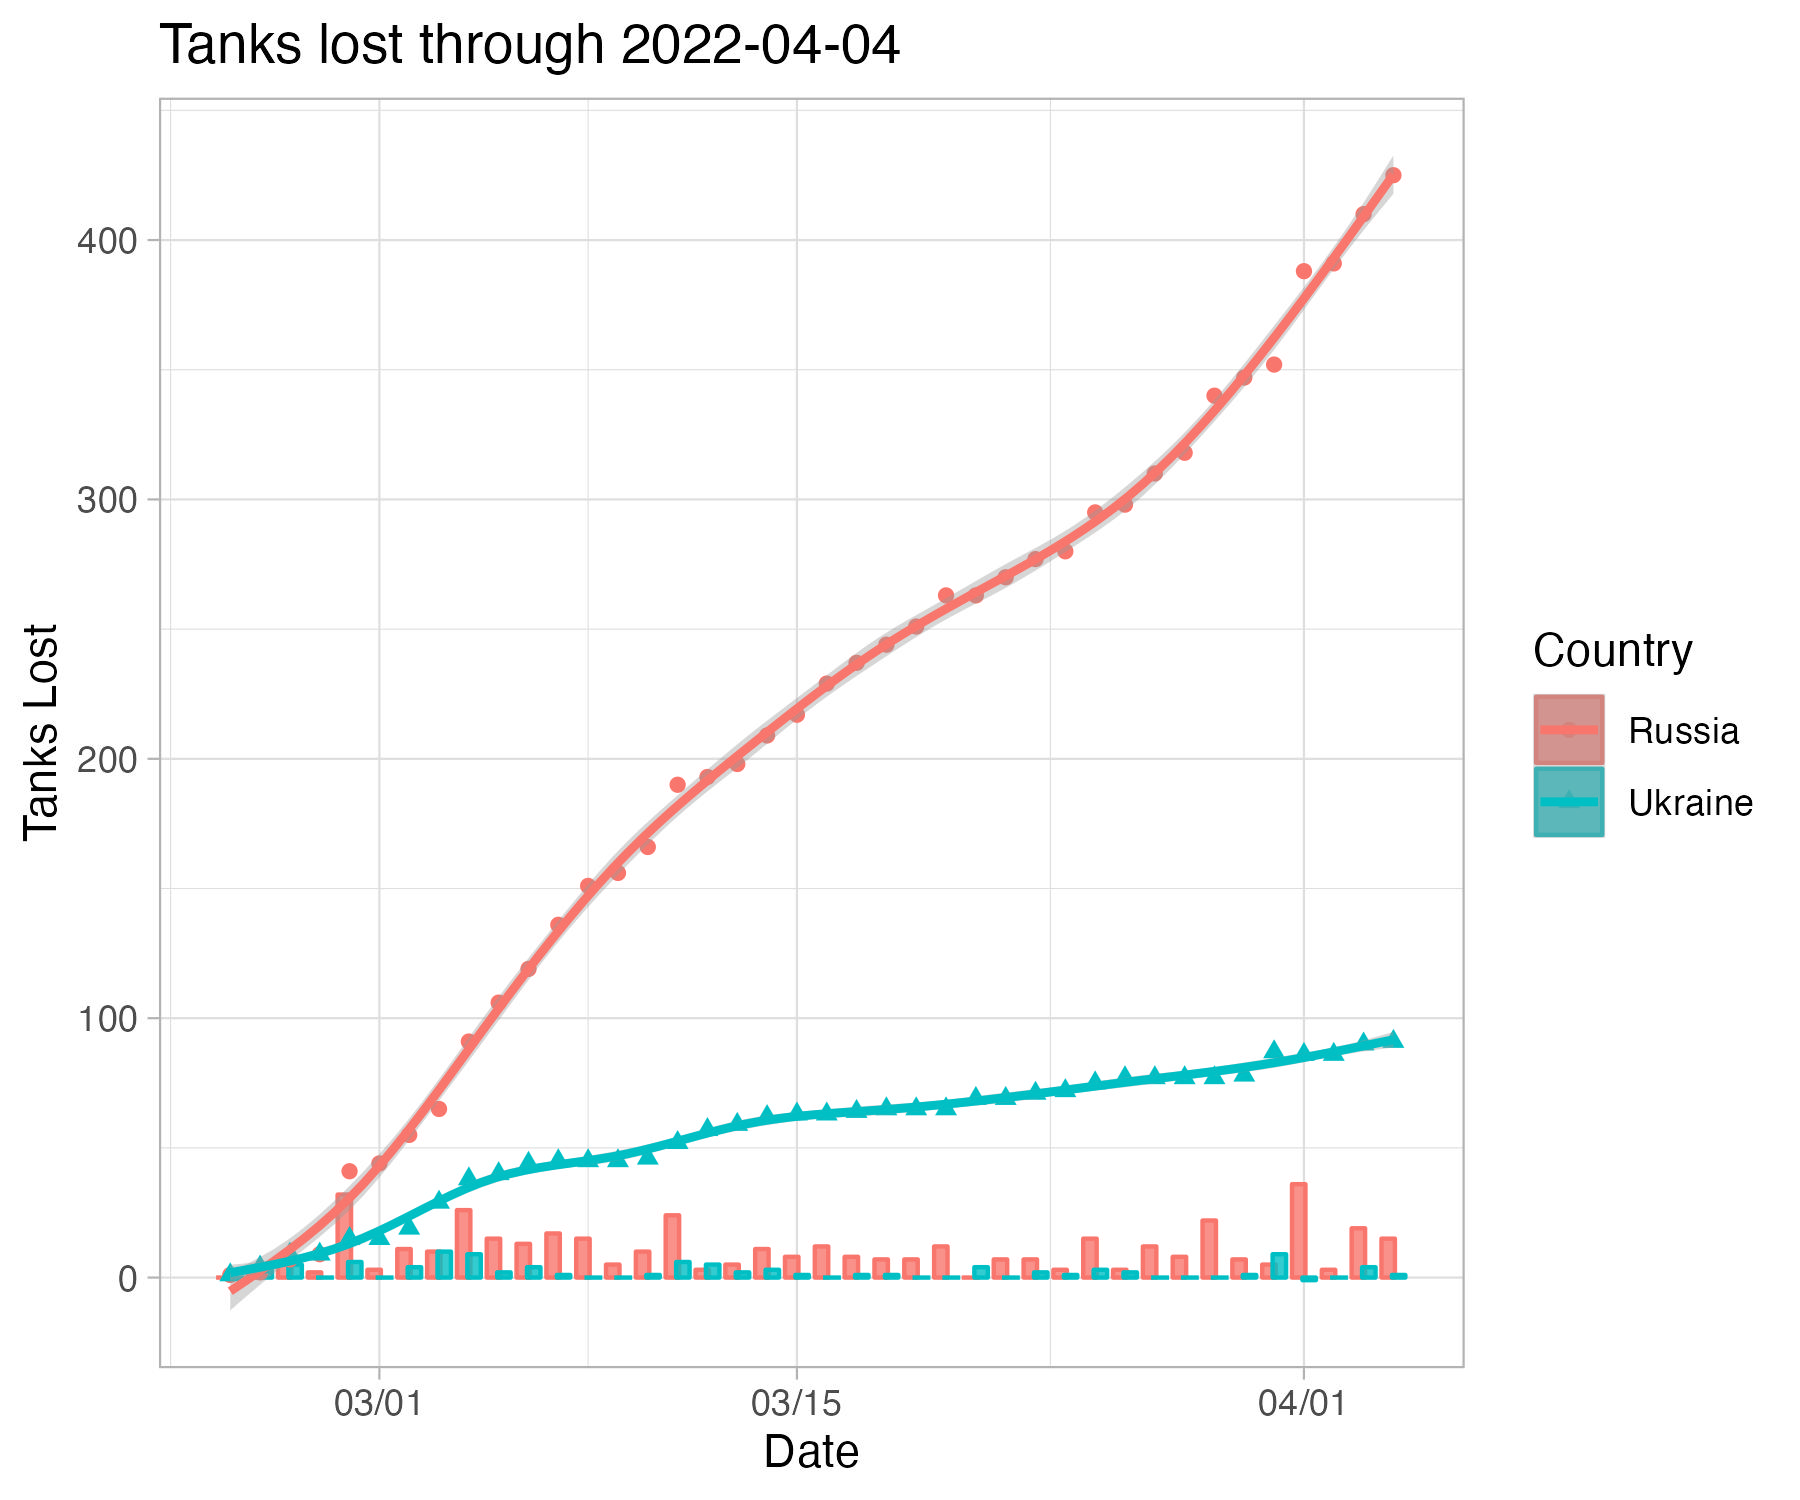 Tanks lost through 2022-04-04
Tanks Lost
400
300
200
100
0
03/01
03/15
04/01
Date
Country
Russia
Ukraine